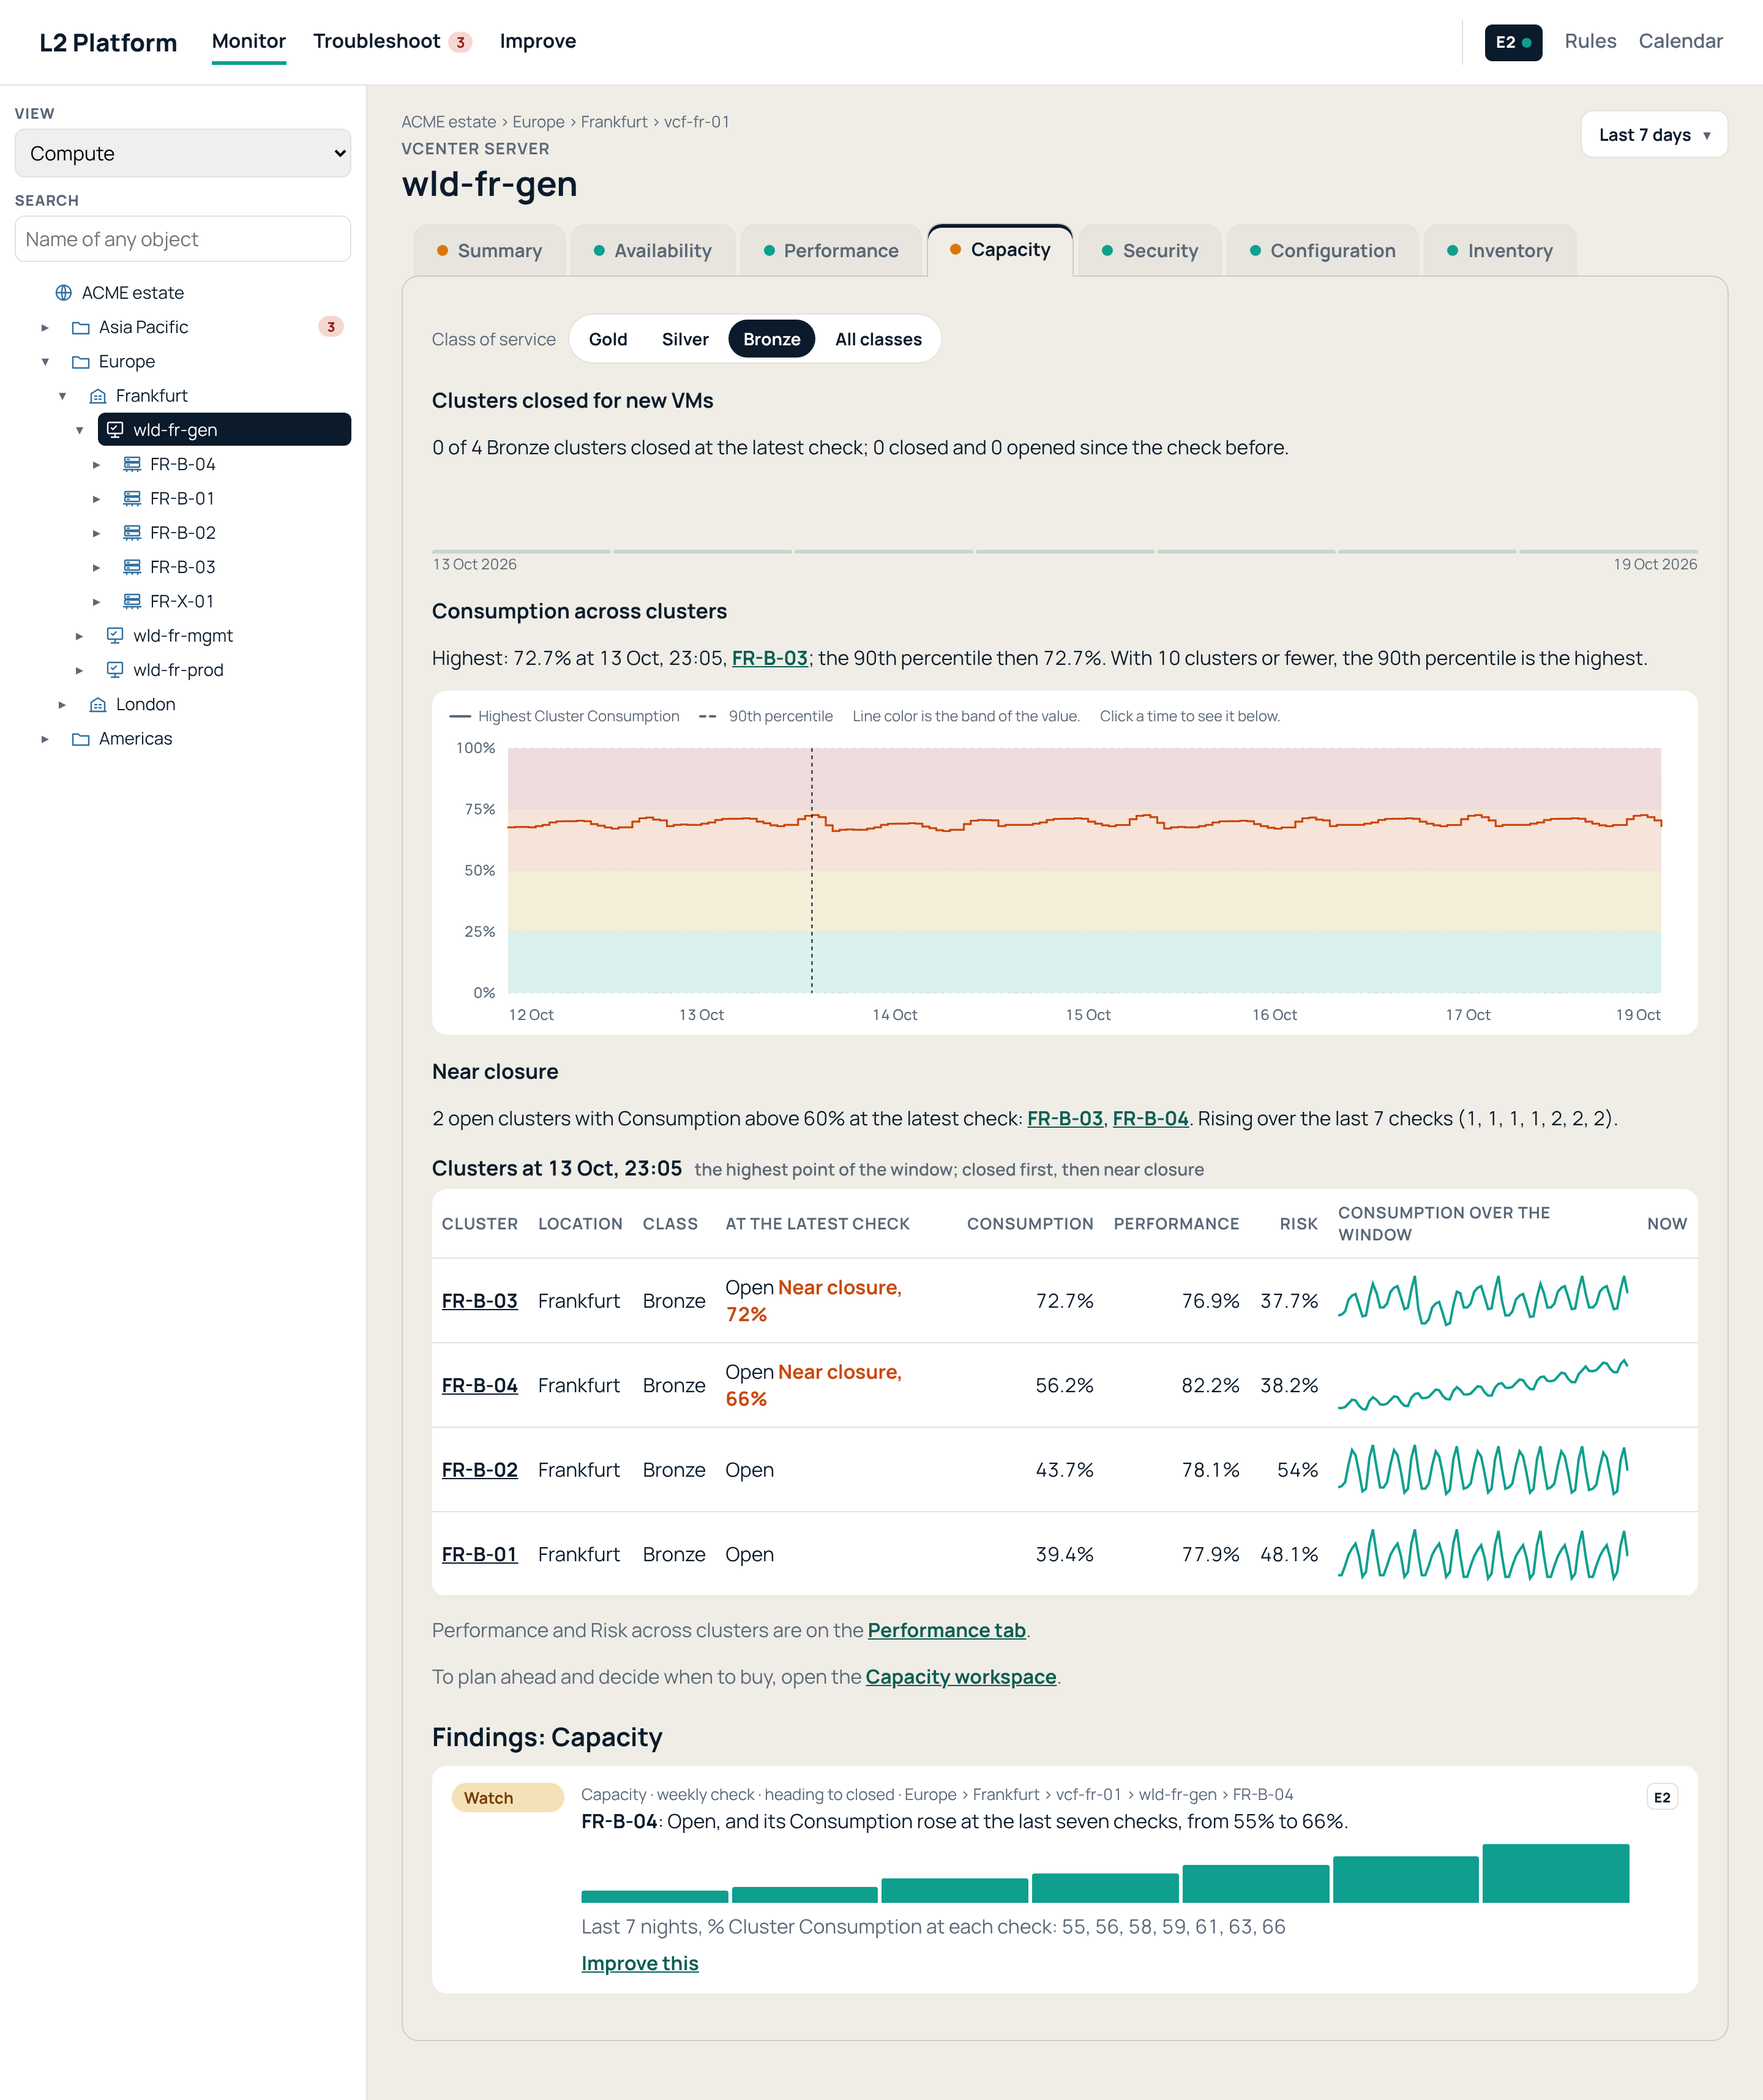 L2 Platform Monitor Troubleshoot 3 Improve E2 Rules Calendar
VIEW
Compute
SEARCH
Name of any object
ACME estate
Asia Pacific 3
Europe
Frankfurt
wld-fr-gen
FR-B-04
FR-B-01
FR-B-02
FR-B-03
FR-X-01
wld-fr-mgmt
wld-fr-prod
London
Americas
ACME estate › Europe › Frankfurt › vcf-fr-01
VCENTER SERVER
wld-fr-gen
Last 7 days
Summary Availability Performance Capacity Security Configuration Inventory
Class of service Gold Silver Bronze All classes
Clusters closed for new VMs
0 of 4 Bronze clusters closed at the latest check; 0 closed and 0 opened since the check before.
13 Oct 2026 19 Oct 2026
Consumption across clusters
Highest: 72.7% at 13 Oct, 23:05, FR-B-03; the 90th percentile then 72.7%. With 10 clusters or fewer, the 90th percentile is the highest.
Highest Cluster Consumption 90th percentile Line color is the band of the value. Click a time to see it below.
100%
75%
50%
25%
0%
12 Oct 13 Oct 14 Oct 15 Oct 16 Oct 17 Oct 19 Oct
Near closure
2 open clusters with Consumption above 60% at the latest check: FR-B-03, FR-B-04. Rising over the last 7 checks (1, 1, 1, 1, 2, 2, 2).
Clusters at 13 Oct, 23:05 the highest point of the window; closed first, then near closure
CLUSTER LOCATION CLASS AT THE LATEST CHECK CONSUMPTION PERFORMANCE RISK CONSUMPTION OVER THE WINDOW NOW
FR-B-03 Frankfurt Bronze Open Near closure, 72% 72.7% 76.9% 37.7%
FR-B-04 Frankfurt Bronze Open Near closure, 66% 56.2% 82.2% 38.2%
FR-B-02 Frankfurt Bronze Open 43.7% 78.1% 54%
FR-B-01 Frankfurt Bronze Open 39.4% 77.9% 48.1%
Performance and Risk across clusters are on the Performance tab.
To plan ahead and decide when to buy, open the Capacity workspace.
Findings: Capacity
Watch
Capacity · weekly check · heading to closed · Europe › Frankfurt › vcf-fr-01 › wld-fr-gen › FR-B-04
E2
FR-B-04: Open, and its Consumption rose at the last seven checks, from 55% to 66%.
Last 7 nights, % Cluster Consumption at each check: 55, 56, 58, 59, 61, 63, 66
Improve this